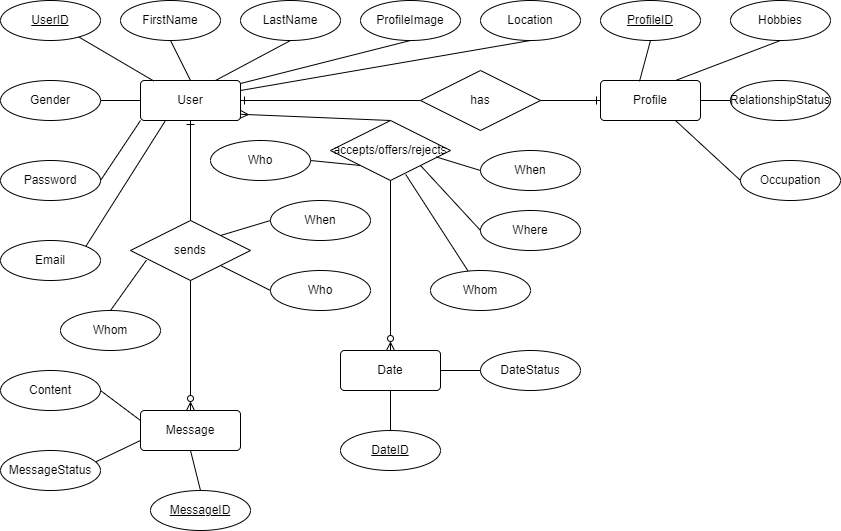 UserID
FirstName
LastName
ProfileImage
Location
ProfileID
Hobbies
Gender
User
has
Profile
RelationshipStatus
Who
accepts/offers/rejects
When
Password
Occupation
When
Where
Email
sends
Who
Whom
Whom
Date
DateStatus
Content
Message
DateID
MessageStatus
MessageID